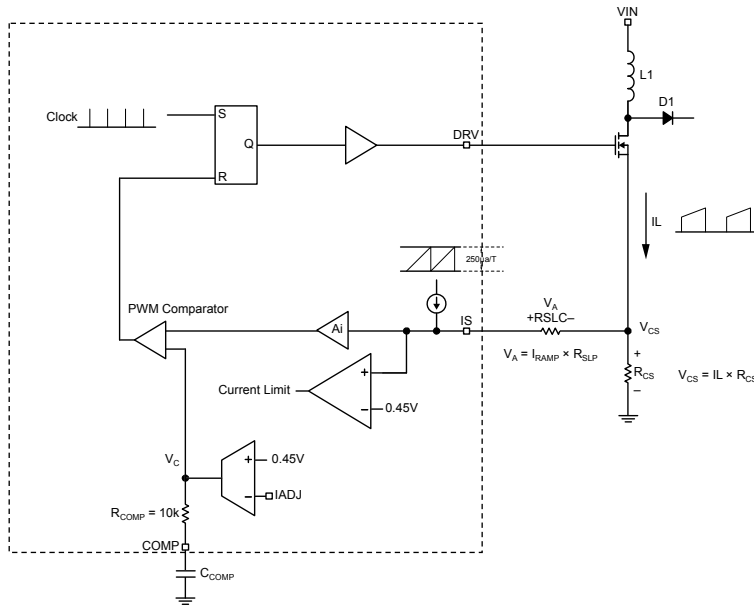 VIN
L1
D1
Clock
S
Q
R
DRV
IL
250µa/T
PWM Comparator
Ai
IS
V_A
+RSLC–
V_CS
V_A = I_RAMP × R_SLP
+
R_CS
–
V_CS = IL × R_CS
Current Limit
+
–
0.45V
V_C
+
0.45V
–
IADJ
R_COMP = 10k
COMP
C_COMP